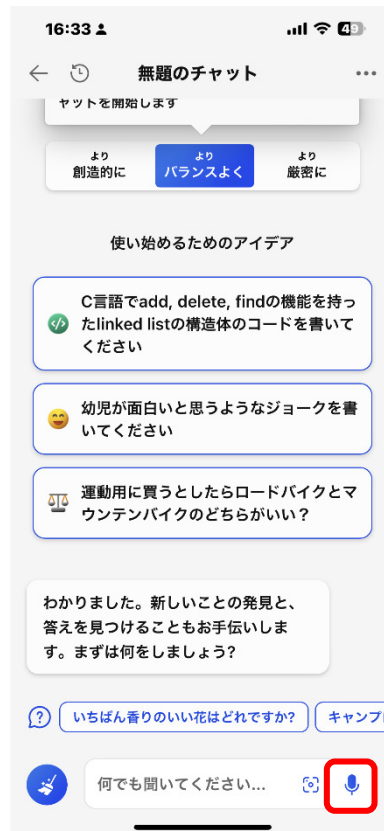 16:33
49
無題のチャット
ャットを開始します
より
創造的に
より
バランスよく
より
厳密に
使い始めるためのアイデア
C言語でadd, delete, findの機能を持っ
たlinked listの構造体のコードを書いて
ください
幼児が面白いと思うようなジョークを書
いてください
運動用に買うとしたらロードバイクとマ
ウンテンバイクのどちらがいい？
わかりました。新しいことの発見と、
答えを見つけることもお手伝いしま
す。まずは何をしましょう?
いちばん香りのいい花はどれですか?
キャンプ
何でも聞いてください...